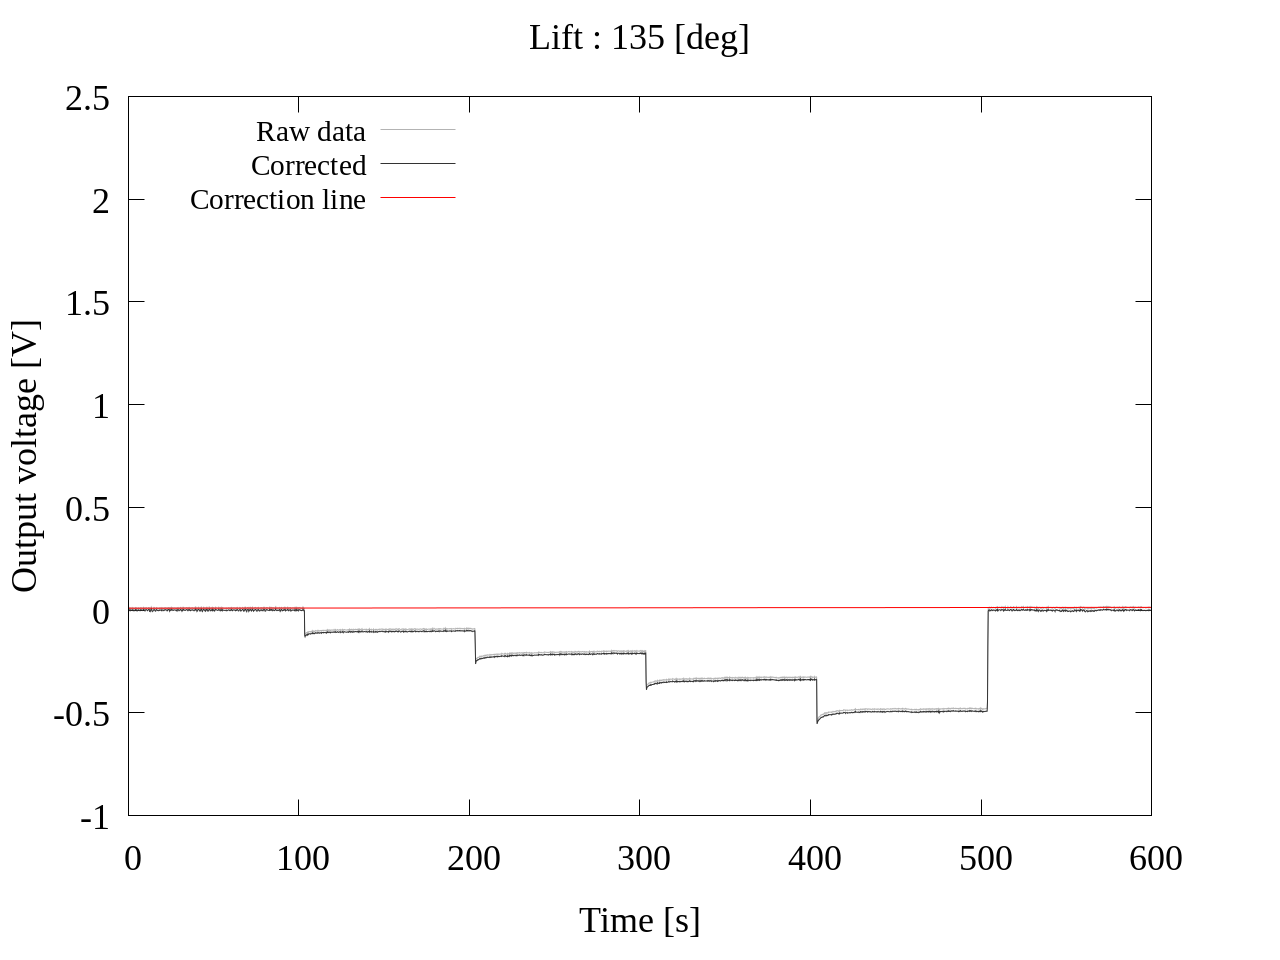 Lift : 135 [deg]
2.5
2
1.5
1
0.5
0
-0.5
-1
Output voltage [V]
Raw data
Corrected
Correction line
0 100 200 300 400 500 600
Time [s]